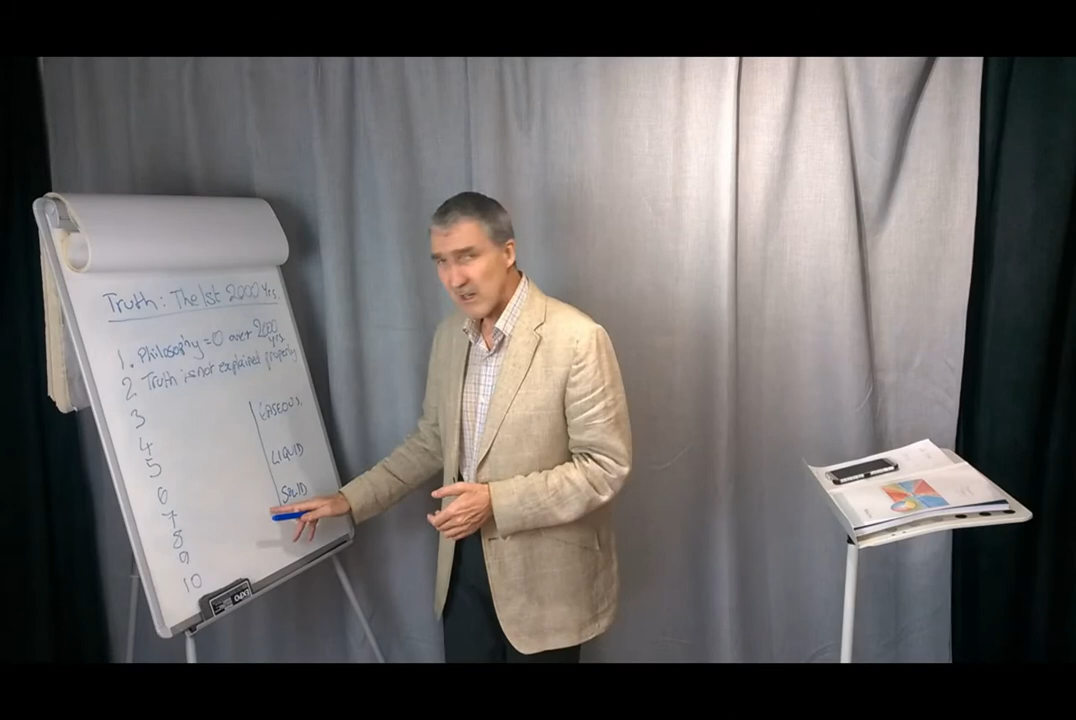 Truth: The 1st 2000 Yrs.
1. Philosophy = 0 over 2000 yrs
2. Truth is not explained properly
3
4
5
6
7
8
9
10
GASEOUS.
LIQUID
SOLID
EXPO